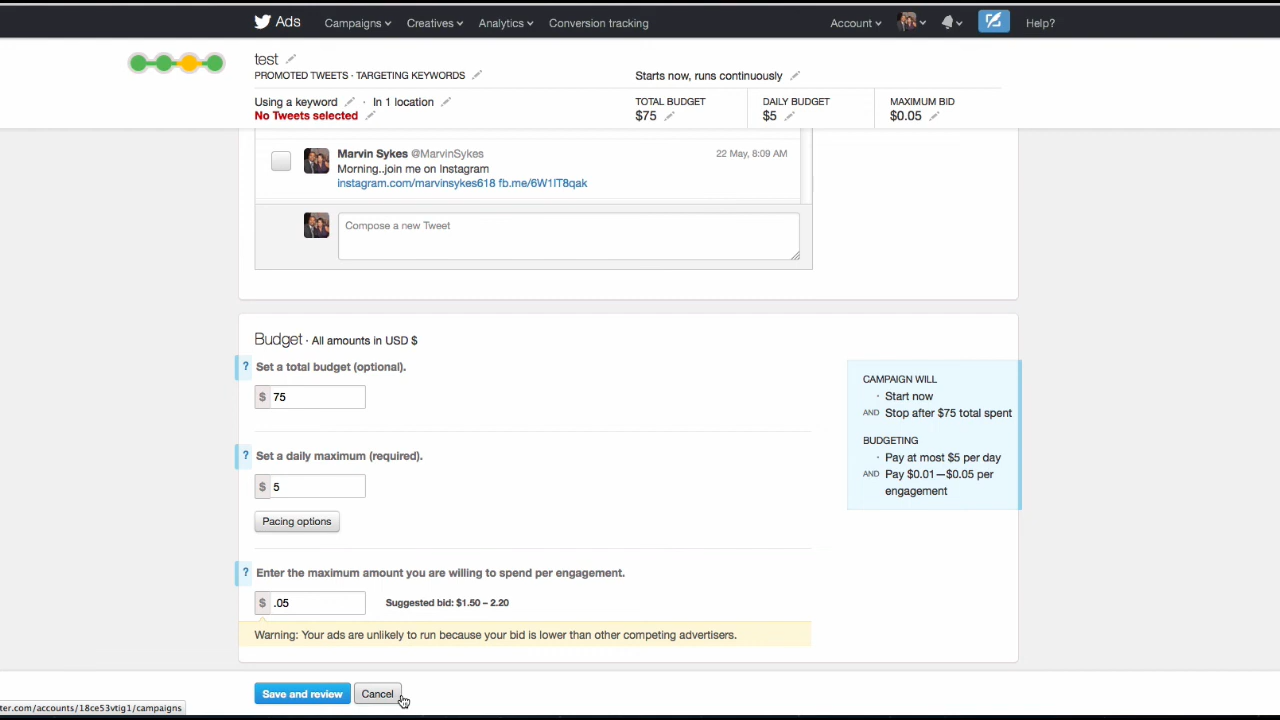 Ads Campaigns Creatives Analytics Conversion tracking Account Help?
test
PROMOTED TWEETS · TARGETING KEYWORDS
Starts now, runs continuously
Using a keyword · In 1 location
No Tweets selected
TOTAL BUDGET
$75
DAILY BUDGET
$5
MAXIMUM BID
$0.05
Marvin Sykes @MarvinSykes 22 May, 8:09 AM
Morning..join me on Instagram
instagram.com/marvinsykes618 fb.me/6W1IT8qak
Compose a new Tweet
Budget · All amounts in USD $
? Set a total budget (optional).
$ 75
? Set a daily maximum (required).
$ 5
Pacing options
? Enter the maximum amount you are willing to spend per engagement.
$ .05 Suggested bid: $1.50 – 2.20
Warning: Your ads are unlikely to run because your bid is lower than other competing advertisers.
CAMPAIGN WILL
· Start now
AND Stop after $75 total spent
BUDGETING
· Pay at most $5 per day
AND Pay $0.01—$0.05 per
engagement
Save and review Cancel
ter.com/accounts/18ce53vtig1/campaigns